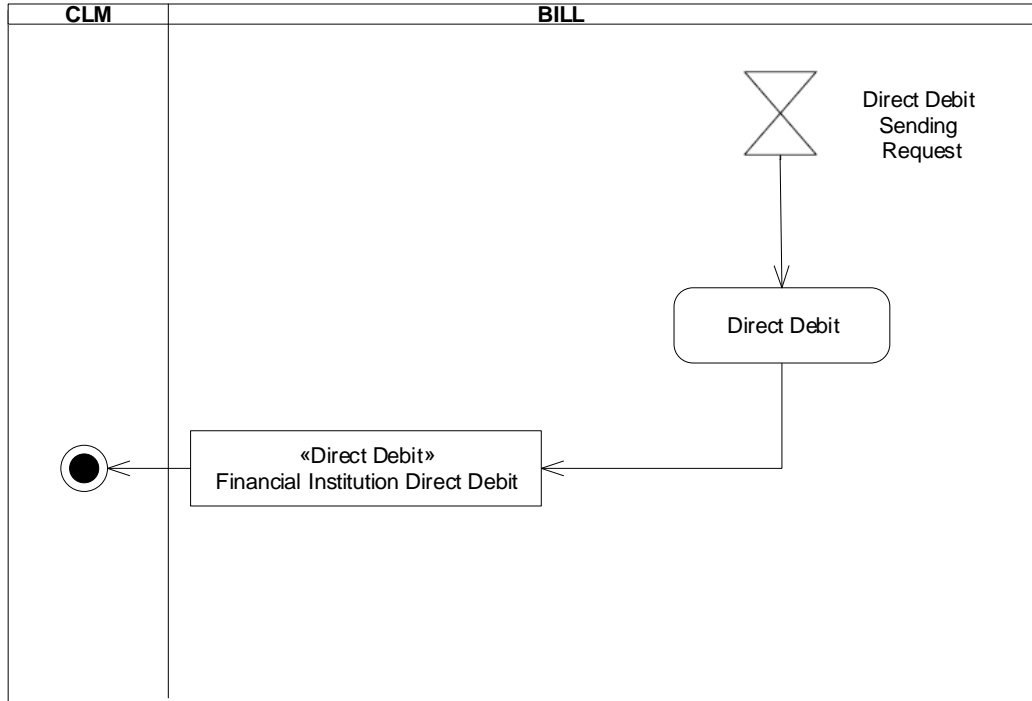 CLM
BILL
Direct Debit
Sending
Request
Direct Debit
«Direct Debit»
Financial Institution Direct Debit